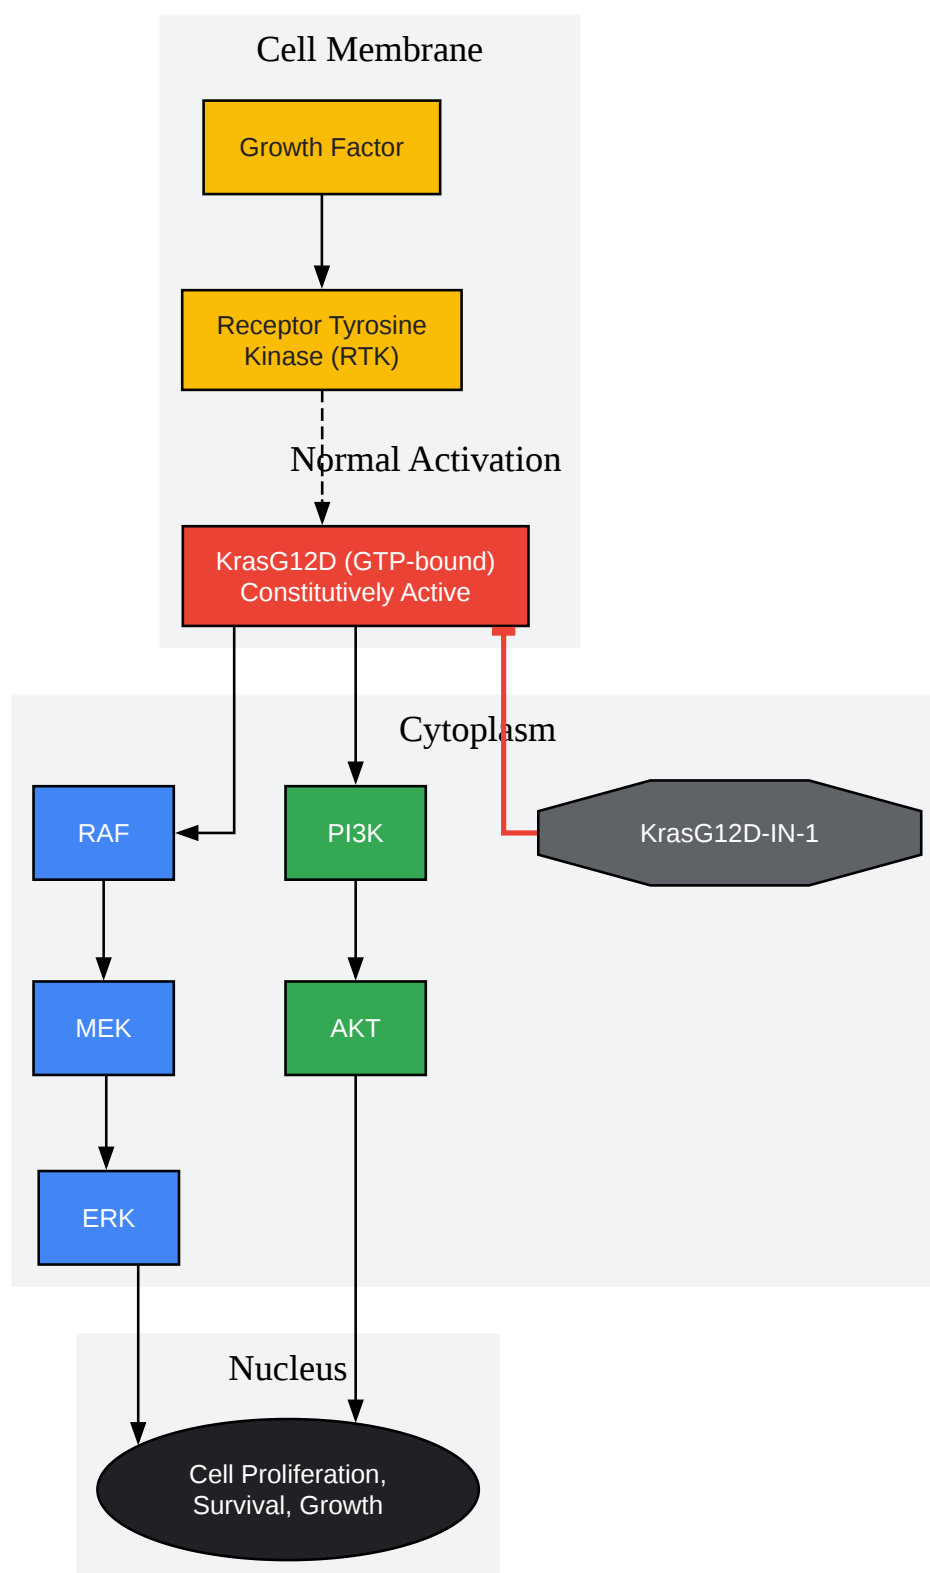 Cell Membrane
Growth Factor
Receptor Tyrosine
Kinase (RTK)
Normal Activation
KrasG12D (GTP-bound)
Constitutively Active
Cytoplasm
RAF
PI3K
KrasG12D-IN-1
MEK
AKT
ERK
Nucleus
Cell Proliferation,
Survival, Growth